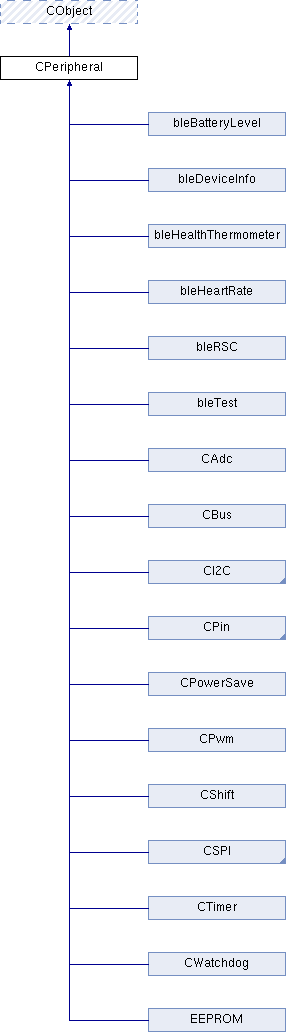 CObject
CPeripheral
bleBatteryLevel
bleDeviceInfo
bleHealthThermometer
bleHeartRate
bleRSC
bleTest
CAdc
CBus
CI2C
CPin
CPowerSave
CPwm
CShift
CSPI
CTimer
CWatchdog
EEPROM